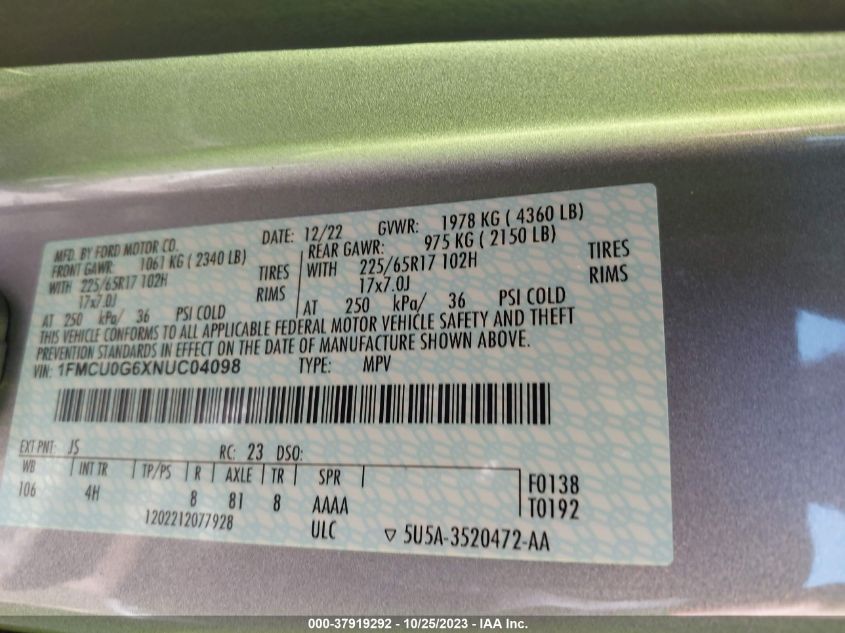 MFD. BY FORD MOTOR CO.
DATE: 12/22 GVWR: 1978 KG ( 4360 LB)
FRONT GAWR: 1061 KG ( 2340 LB) REAR GAWR: 975 KG ( 2150 LB)
WITH 225/65R17 102H TIRES WITH 225/65R17 102H TIRES
17x7.0J RIMS 17x7.0J RIMS
AT 250 kPa/ 36 PSI COLD AT 250 kPa/ 36 PSI COLD
THIS VEHICLE CONFORMS TO ALL APPLICABLE FEDERAL MOTOR VEHICLE SAFETY AND THEFT
PREVENTION STANDARDS IN EFFECT ON THE DATE OF MANUFACTURE SHOWN ABOVE.
VIN: 1FMCU0G6XNUC04098 TYPE: MPV
EXT PNT: JS RC: 23 DSO:
WB INT TR TP/PS R AXLE TR SPR
106 4H 8 81 8 AAAA
F0138
T0192
1202212077928 ULC
▽ 5U5A-3520472-AA
000-37919292 - 10/25/2023 - IAA Inc.